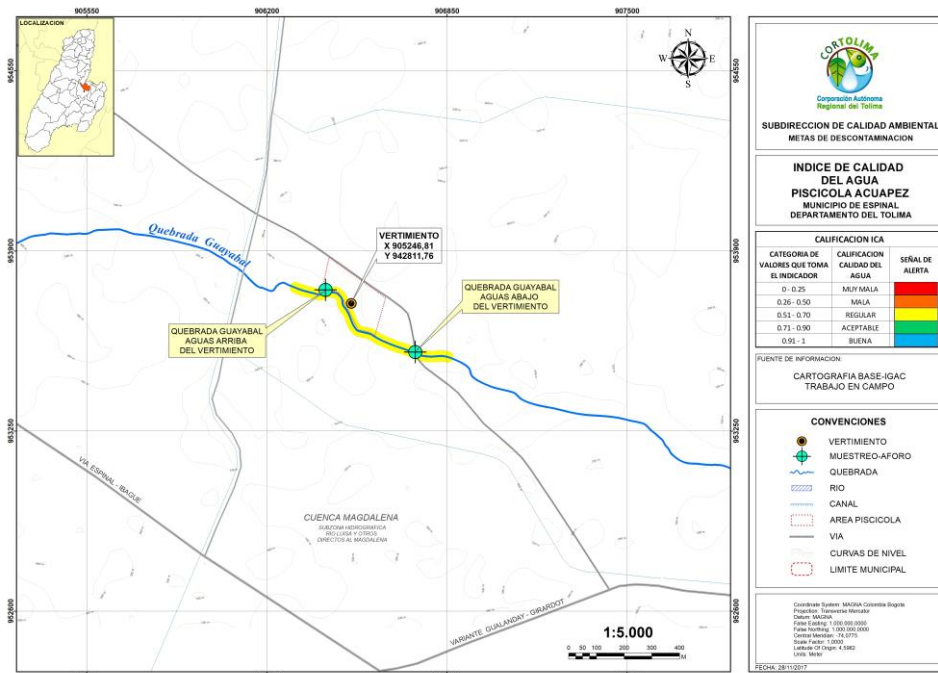 LOCALIZACION
905550
906200
906850
907500
954550
954550
N
W
E
S
Quebrada Guayabal
VERTIMIENTO
X 905246,81
Y 942811,76
953900
953900
QUEBRADA GUAYABAL
AGUAS ABAJO
DEL VERTIMIENTO
QUEBRADA GUAYABAL
AGUAS ARRIBA
DEL VERTIMIENTO
953250
953250
VIA ESPINAL - IBAGUE
CUENCA MAGDALENA
SUBZONA HIDROGRAFICA
RIO LUISA Y OTROS
DIRECTOS AL MAGDALENA
952600
952600
VARIANTE GUALANDAY - GIRARDOT
1:5.000
0 50 100 200 300 400
M
CORTOLIMA
Corporación Autónoma
Regional del Tolima
SUBDIRECCION DE CALIDAD AMBIENTAL
METAS DE DESCONTAMINACION
INDICE DE CALIDAD
DEL AGUA
PISCICOLA ACUAPEZ
MUNICIPIO DE ESPINAL
DEPARTAMENTO DEL TOLIMA
CALIFICACION ICA
CATEGORIA DE VALORES QUE TOMA EL INDICADOR CALIFICACION CALIDAD DEL AGUA SEÑAL DE ALERTA
0 - 0.25 MUY MALA
0.26 - 0.50 MALA
0.51 - 0.70 REGULAR
0.71 - 0.90 ACEPTABLE
0.91 - 1 BUENA
FUENTE DE INFORMACION:
CARTOGRAFIA BASE-IGAC
TRABAJO EN CAMPO
CONVENCIONES
VERTIMIENTO
MUESTREO-AFORO
QUEBRADA
RIO
CANAL
AREA PISCICOLA
VIA
CURVAS DE NIVEL
LIMITE MUNICIPAL
Coordinate System: MAGNA Colombia Bogota
Projection: Transverse Mercator
Datum: MAGNA
False Easting: 1.000.000,0000
False Northing: 1.000.000,0000
Central Meridian: -74,0775
Scale Factor: 1,0000
Latitude Of Origin: 4,5962
Units: Meter
FECHA: 28/11/2017